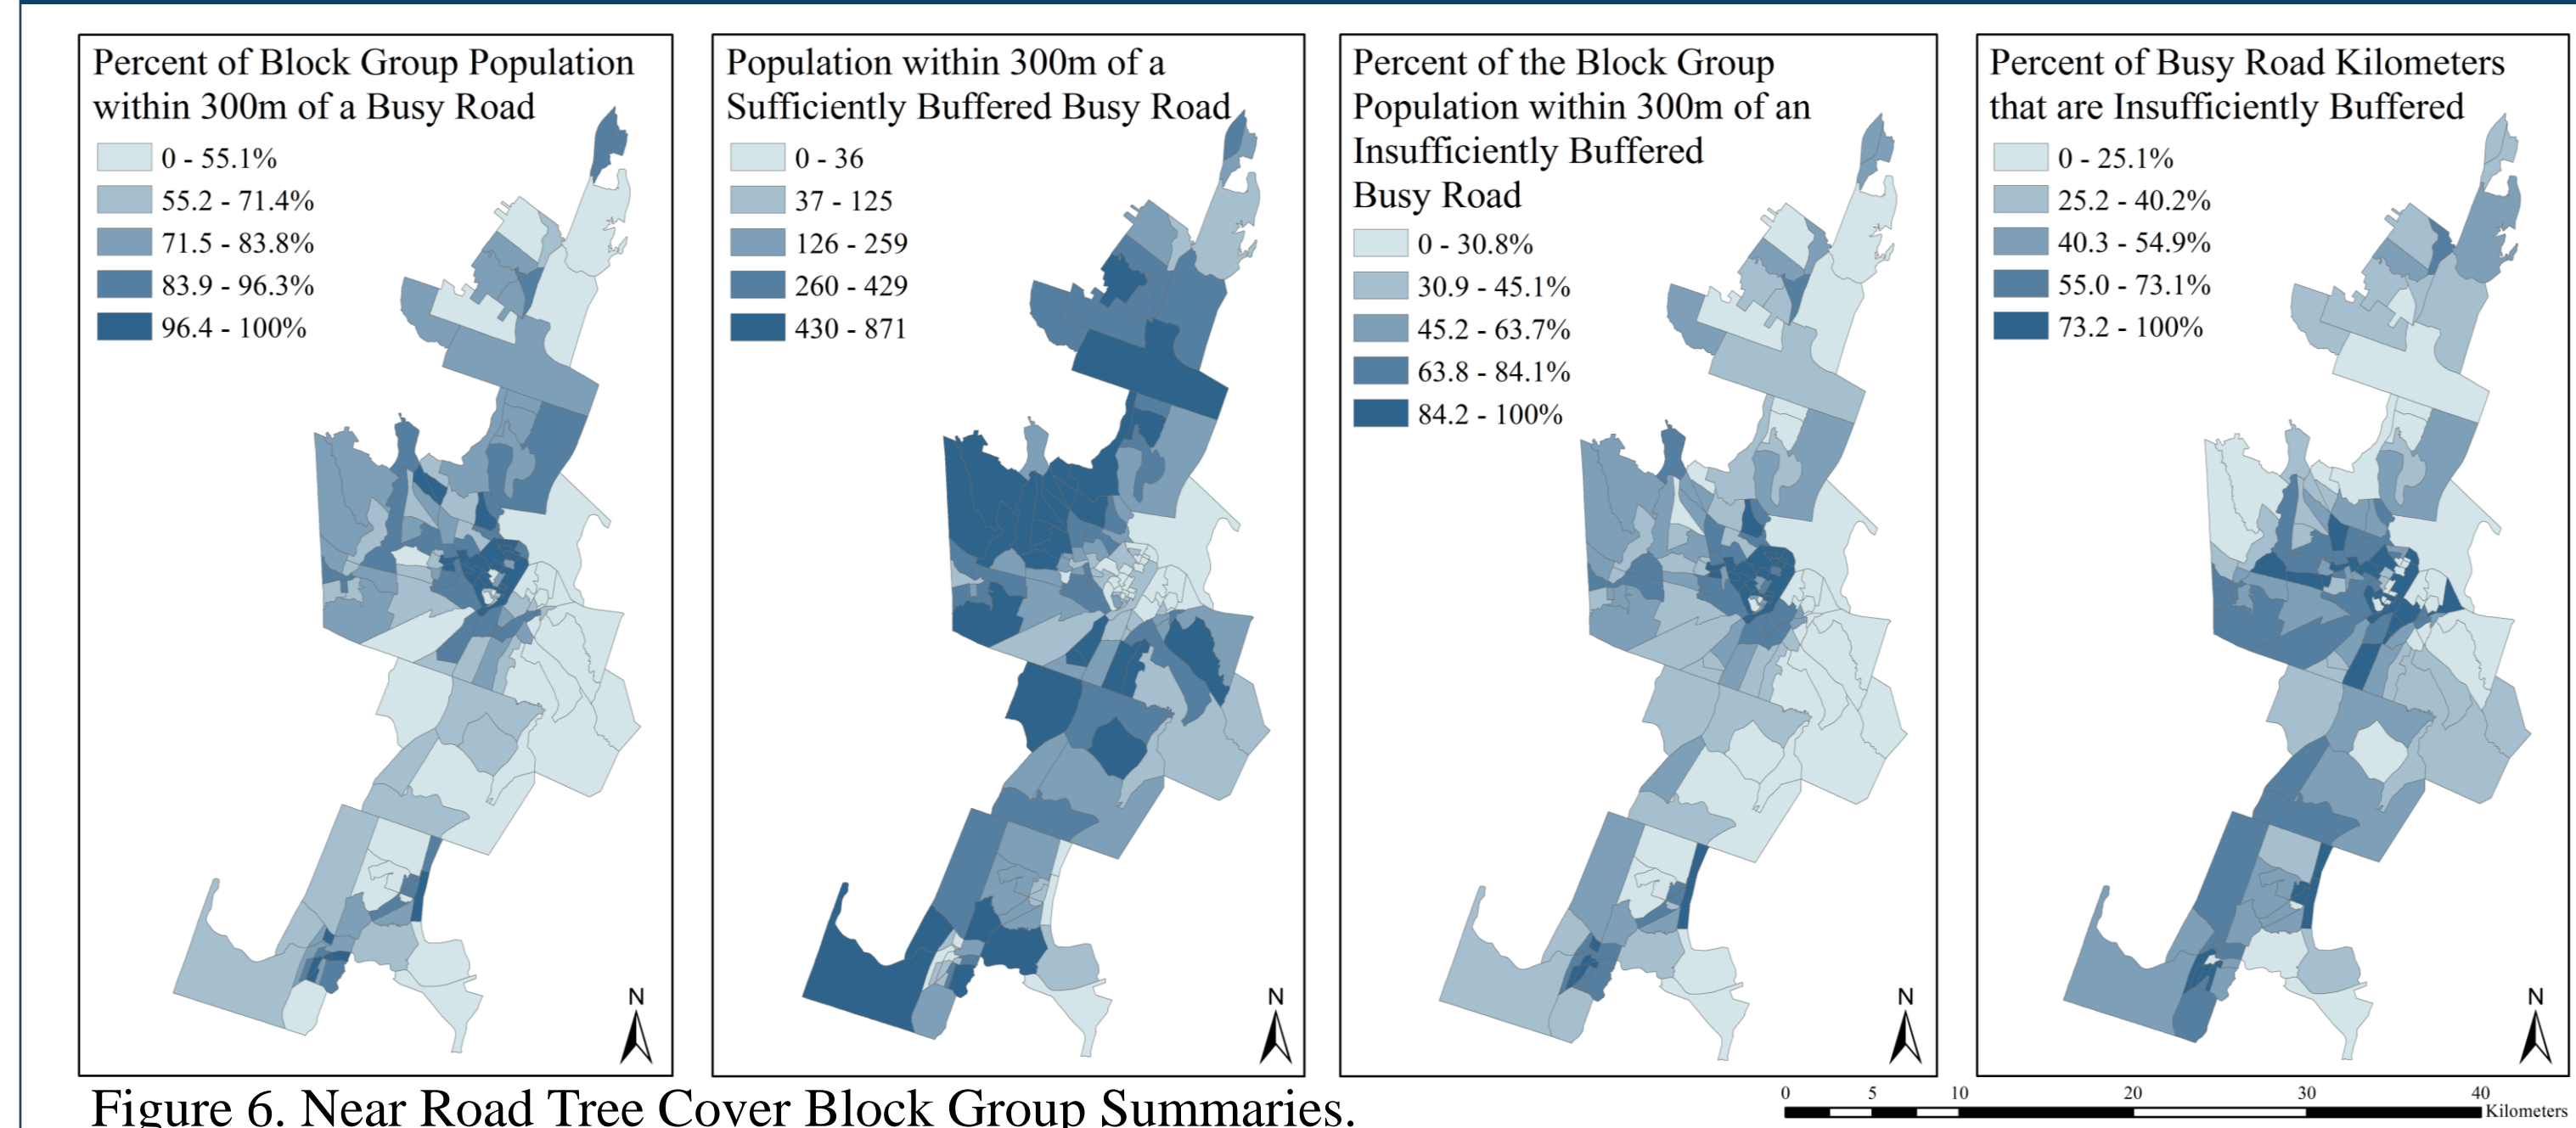 Percent of Block Group Population
within 300m of a Busy Road
0 - 55.1%
55.2 - 71.4%
71.5 - 83.8%
83.9 - 96.3%
96.4 - 100%
N
Population within 300m of a
Sufficiently Buffered Busy Road
0 - 36
37 - 125
126 - 259
260 - 429
430 - 871
N
Percent of the Block Group
Population within 300m of an
Insufficiently Buffered
Busy Road
0 - 30.8%
30.9 - 45.1%
45.2 - 63.7%
63.8 - 84.1%
84.2 - 100%
N
Percent of Busy Road Kilometers
that are Insufficiently Buffered
0 - 25.1%
25.2 - 40.2%
40.3 - 54.9%
55.0 - 73.1%
73.2 - 100%
N
Figure 6. Near Road Tree Cover Block Group Summaries.
0 5 10 20 30 40
Kilometers